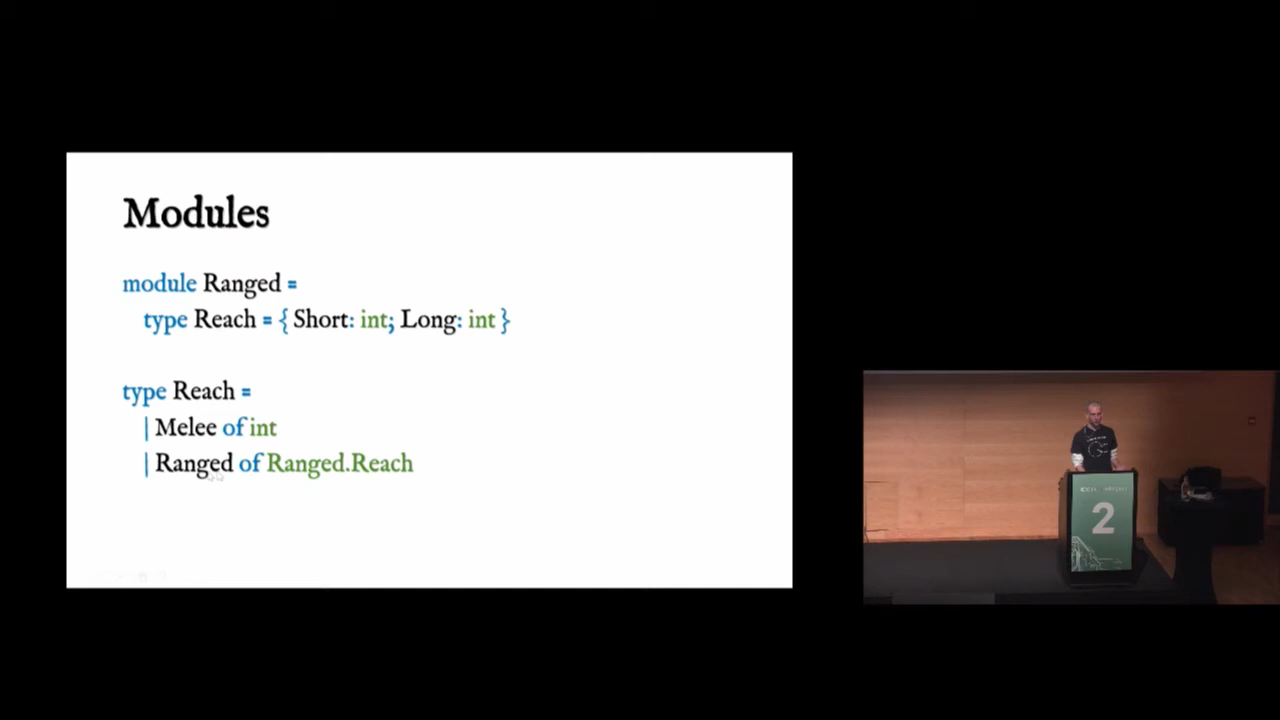 Modules
module Ranged =
type Reach = { Short: int; Long: int }
type Reach =
| Melee of int
| Ranged of Ranged.Reach
2